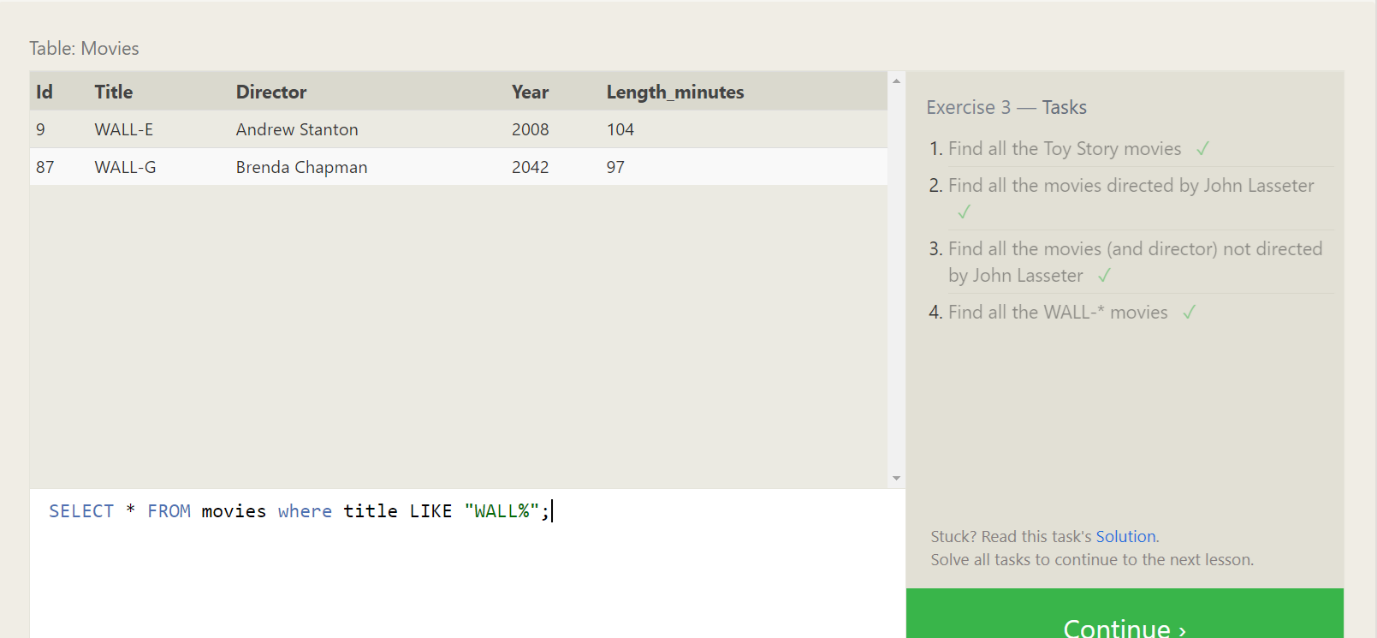 Table: Movies
Id Title Director Year Length_minutes
9 WALL-E Andrew Stanton 2008 104
87 WALL-G Brenda Chapman 2042 97
SELECT * FROM movies where title LIKE "WALL%";
Exercise 3 — Tasks
1. Find all the Toy Story movies ✓
2. Find all the movies directed by John Lasseter
✓
3. Find all the movies (and director) not directed
by John Lasseter ✓
4. Find all the WALL-* movies ✓
Stuck? Read this task's Solution.
Solve all tasks to continue to the next lesson.
Continue ›